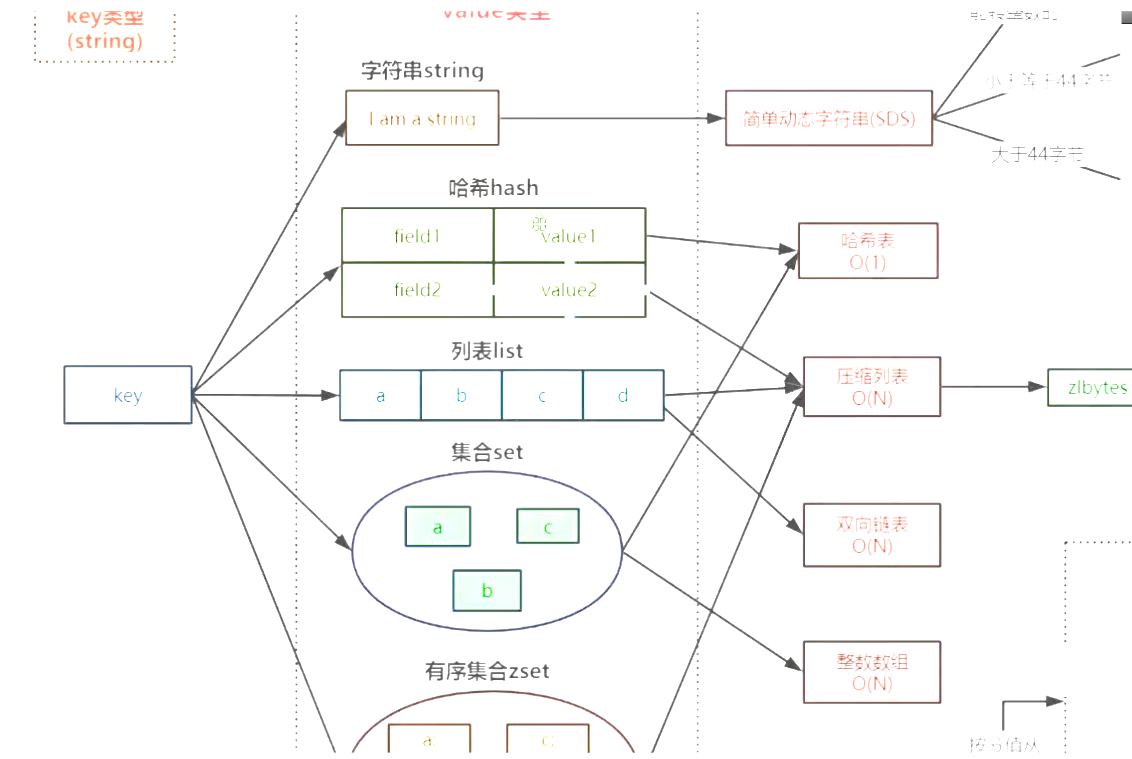 key类型
(string)
value类型
字符串string
I am a string
简单动态字符串(SDS)
小于等于44字节
大于44字节
哈希hash
field1
value1
field2
value2
哈希表
O(1)
列表list
key
a
b
c
d
压缩列表
O(N)
zlbytes
集合set
a
c
b
双向链表
O(N)
整数数组
O(N)
有序集合zset
a:
c:
按分值从